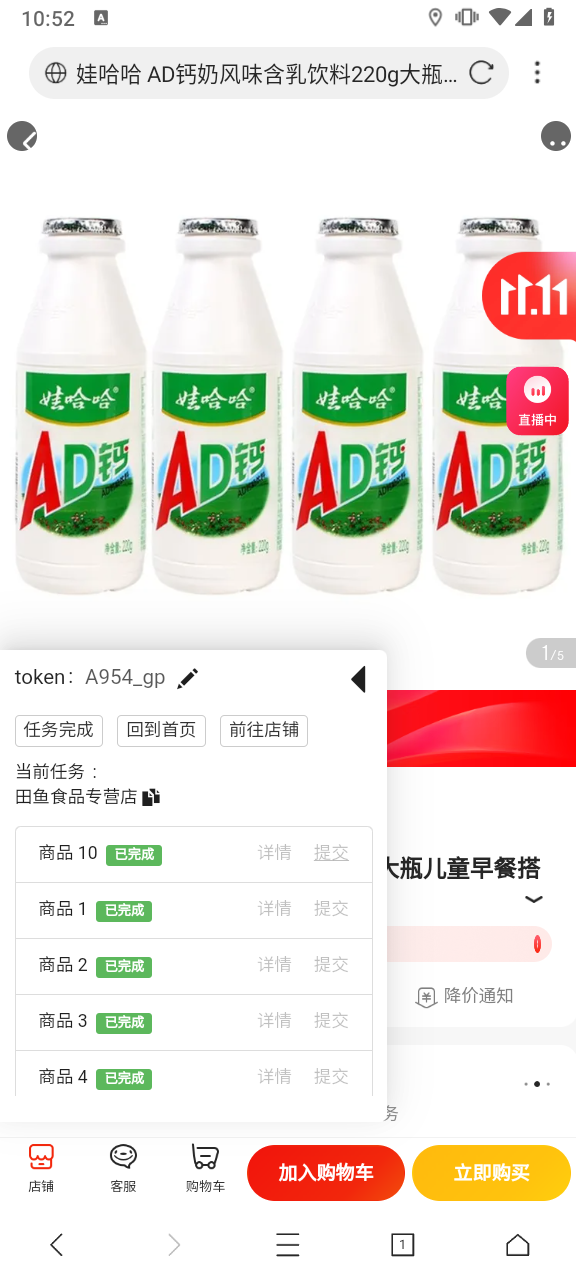 10:52
娃哈哈 AD钙奶风味含乳饮料220g大瓶...
娃哈哈® 娃哈哈® 娃哈哈® 娃哈
AD钙 AD钙 AD钙 AD钙
净含量: 220g 净含量: 220g 净含量: 220g 净含量: 220g
11.11
直播中
1/5
token: A954_gp
任务完成 回到首页 前往店铺
当前任务 :
田鱼食品专营店
大瓶儿童早餐搭
商品 10 已完成 详情 提交
商品 1 已完成 详情 提交
商品 2 已完成 详情 提交
降价通知
商品 3 已完成 详情 提交
商品 4 已完成 详情 提交
务
店铺 客服 购物车 加入购物车 立即购买
1